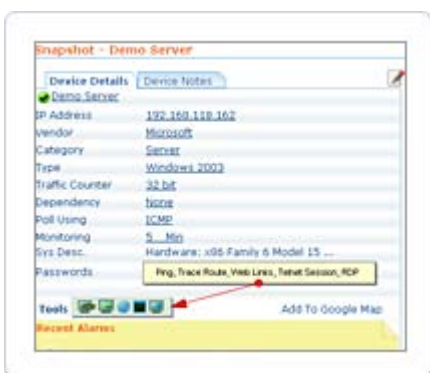 Snapshot - Demo Server
Device Details Device Notes
Demo Server
IP Address 192.168.118.162
Vendor Microsoft
Category Server
Type Windows 2003
Traffic Counter 32 bit
Dependency None
Poll Using ICMP
Monitoring 5 Min
Sys Desc. Hardware: x86 Family 6 Model 15 ...
Passwords
Ping, Trace Route, Web Links, Telnet Session, RDP
Tools Add To Google Map
Recent Alarms